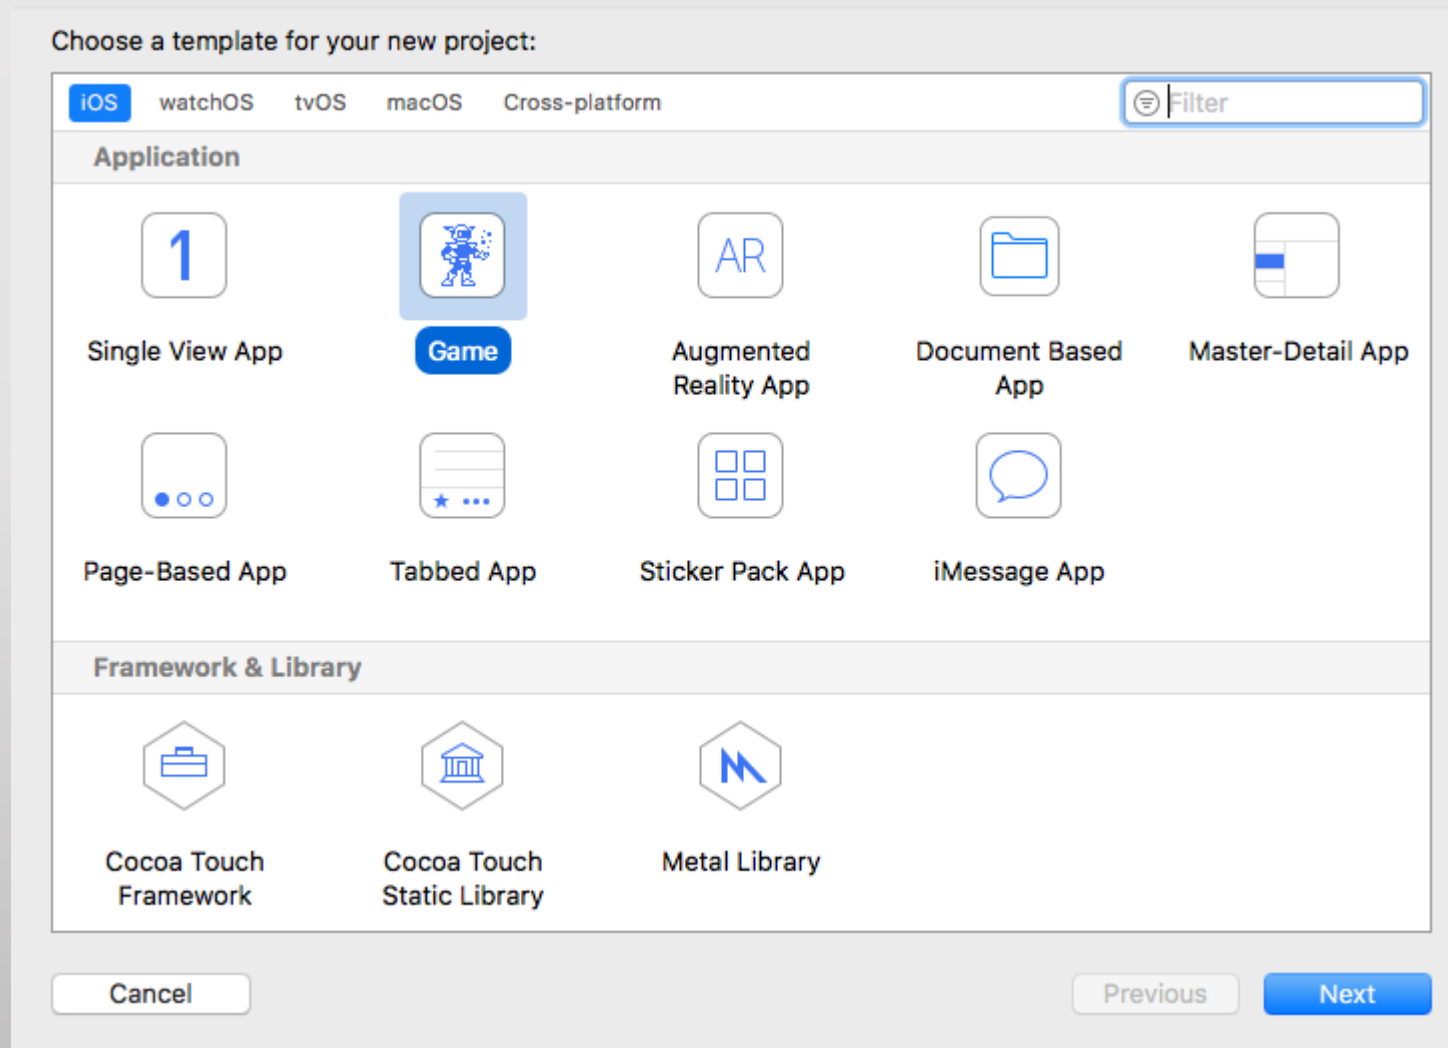 Choose a template for your new project:
iOS watchOS tvOS macOS Cross-platform Filter
Application
1 AR
Single View App Game Augmented Reality App Document Based App Master-Detail App
Page-Based App Tabbed App Sticker Pack App iMessage App
Framework & Library
Cocoa Touch Framework Cocoa Touch Static Library Metal Library
Cancel Previous Next